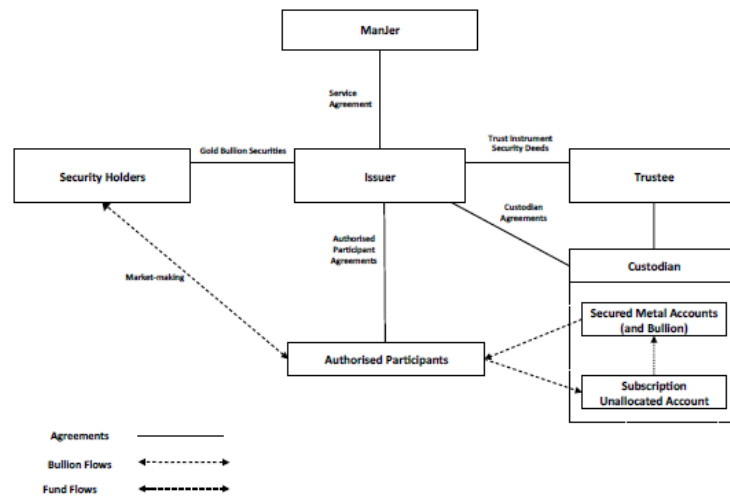 ManJer
Service
Agreement
Gold Bullion Securities
Trust Instrument
Security Deeds
Security Holders
Issuer
Trustee
Custodian
Agreements
Authorised
Participant
Agreements
Custodian
Market-making
Secured Metal Accounts
(and Bullion)
Authorised Participants
Subscription
Unallocated Account
Agreements
Bullion Flows
Fund Flows